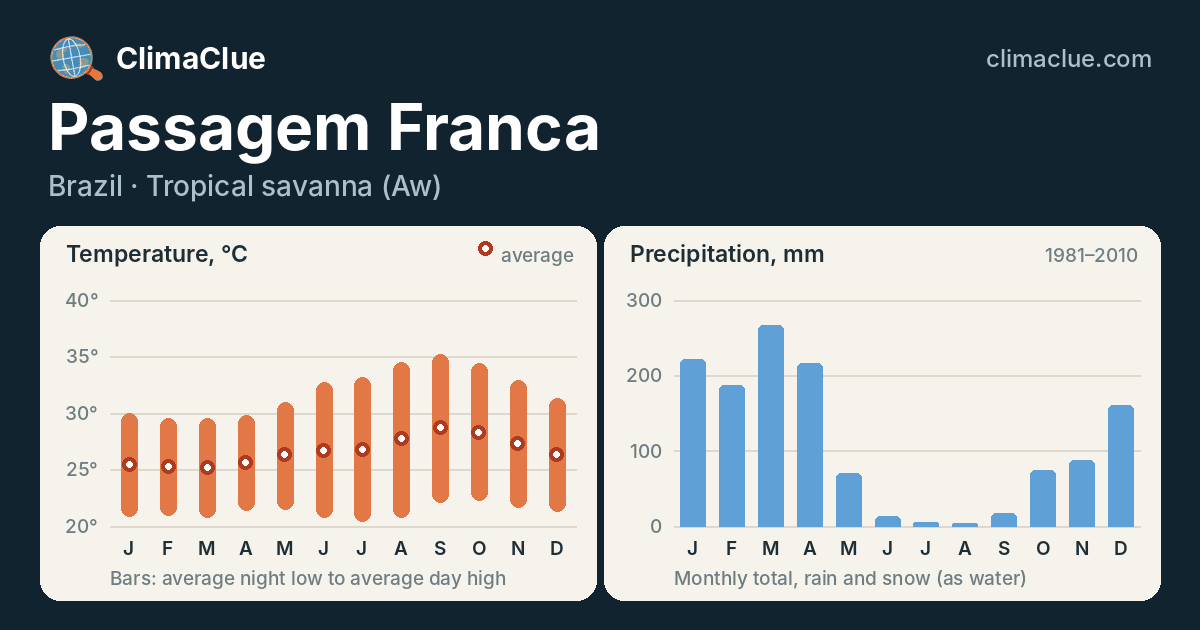 ClimaClue
climaclue.com
Passagem Franca
Brazil · Tropical savanna (Aw)
Temperature, °C
average
40°
35°
30°
25°
20°
J F M A M J J A S O N D
Bars: average night low to average day high
Precipitation, mm
1981–2010
300
200
100
0
J F M A M J J A S O N D
Monthly total, rain and snow (as water)